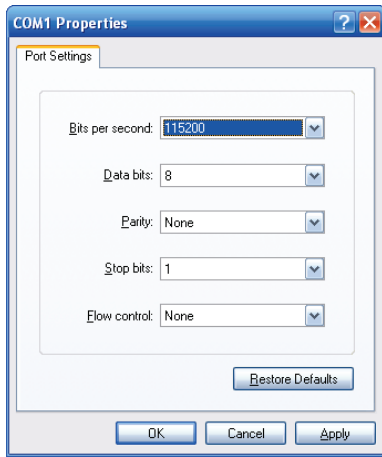 COM1 Properties
Port Settings
Bits per second: 115200
Data bits: 8
Parity: None
Stop bits: 1
Flow control: None
Restore Defaults
OK Cancel Apply